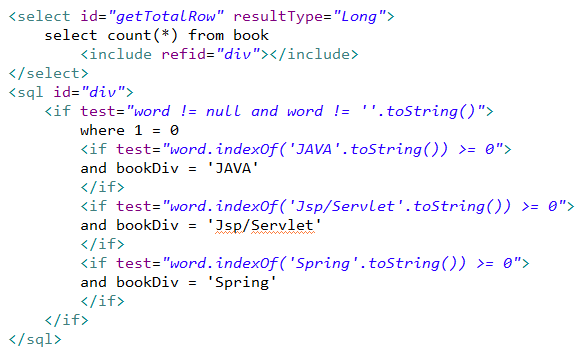 <select id="getTotalRow" resultType="Long">
select count(*) from book
<include refid="div"></include>
</select>
<sql id="div">
<if test="word != null and word != ''.toString()">
where 1 = 0
<if test="word.indexOf('JAVA'.toString()) >= 0">
and bookDiv = 'JAVA'
</if>
<if test="word.indexOf('Jsp/Servlet'.toString()) >= 0">
and bookDiv = 'Jsp/Servlet'
</if>
<if test="word.indexOf('Spring'.toString()) >= 0">
and bookDiv = 'Spring'
</if>
</if>
</sql>